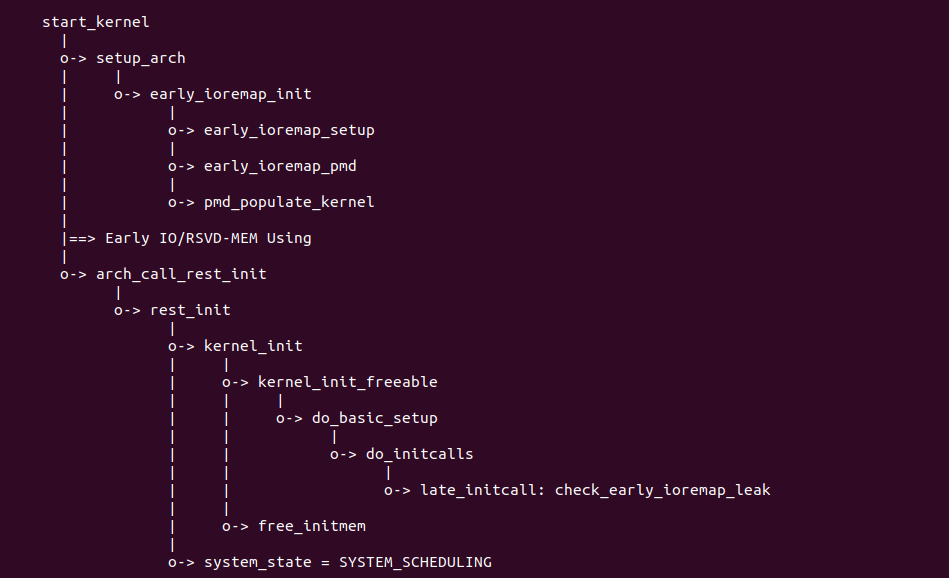 start_kernel
  |
  o-> setup_arch
  |     |
  |     o-> early_ioremap_init
  |           |
  |           o-> early_ioremap_setup
  |           |
  |           o-> early_ioremap_pmd
  |           |
  |           o-> pmd_populate_kernel
  |
  |==> Early IO/RSVD-MEM Using
  |
  o-> arch_call_rest_init
        |
        o-> rest_init
              |
              o-> kernel_init
              |     |
              |     o-> kernel_init_freeable
              |     |     |
              |     |     o-> do_basic_setup
              |     |           |
              |     |           o-> do_initcalls
              |     |                 |
              |     |                 o-> late_initcall: check_early_ioremap_leak
              |     |
              |     o-> free_initmem
              |
              o-> system_state = SYSTEM_SCHEDULING